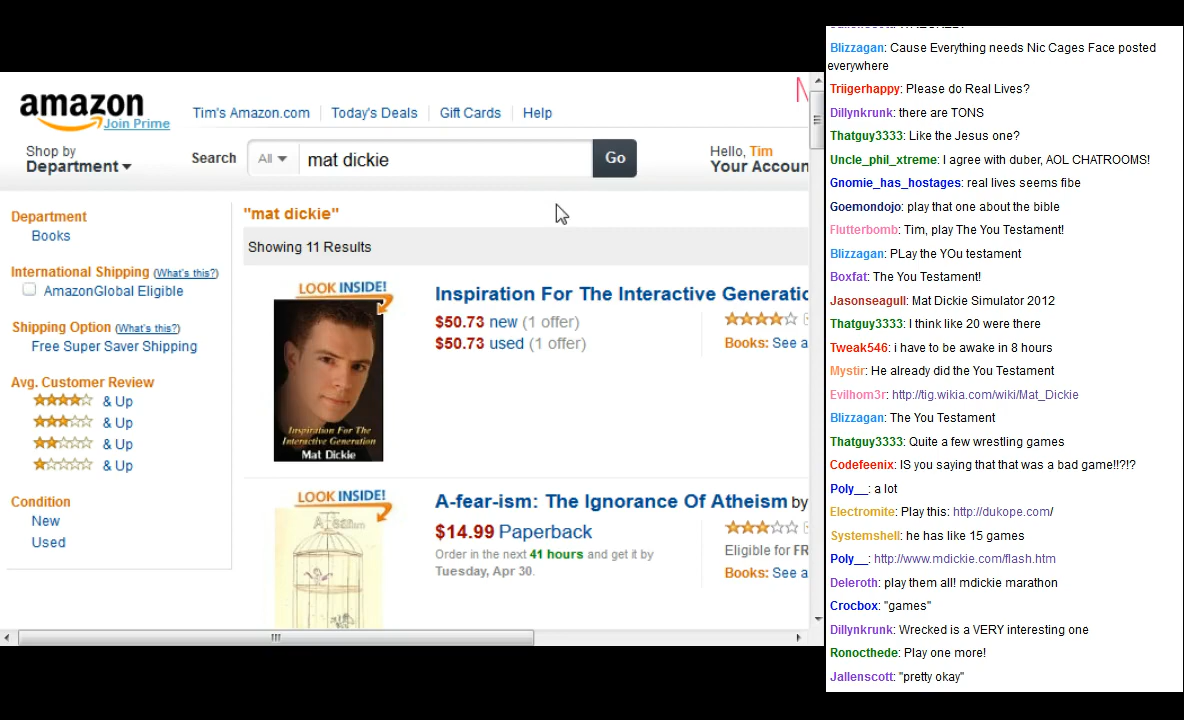 amazon
Join Prime
Tim's Amazon.com
Today's Deals
Gift Cards
Help
Shop by
Department
Search
All
mat dickie
Go
Hello, Tim
Your Accoun
Department
Books
International Shipping (What's this?)
AmazonGlobal Eligible
Shipping Option (What's this?)
Free Super Saver Shipping
Avg. Customer Review
& Up
& Up
& Up
& Up
Condition
New
Used
"mat dickie"
Showing 11 Results
LOOK INSIDE!
Inspiration For The
Interactive Generation
Mat Dickie
Inspiration For The Interactive Generatic
$50.73 new (1 offer)
$50.73 used (1 offer)
Books: See a
LOOK INSIDE!
A-fear-ism: The Ignorance Of Atheism by
$14.99 Paperback
Order in the next 41 hours and get it by
Tuesday, Apr 30.
Eligible for FR
Books: See a
Blizzagan: Cause Everything needs Nic Cages Face posted
everywhere
Triigerhappy: Please do Real Lives?
Dillynkrunk: there are TONS
Thatguy3333: Like the Jesus one?
Uncle_phil_xtreme: I agree with duber, AOL CHATROOMS!
Gnomie_has_hostages: real lives seems fibe
Goemondojo: play that one about the bible
Flutterbomb: Tim, play The You Testament!
Blizzagan: PLay the YOu testament
Boxfat: The You Testament!
Jasonseagull: Mat Dickie Simulator 2012
Thatguy3333: I think like 20 were there
Tweak546: i have to be awake in 8 hours
Mystir: He already did the You Testament
Evilhom3r: http://tig.wikia.com/wiki/Mat_Dickie
Blizzagan: The You Testament
Thatguy3333: Quite a few wrestling games
Codefeenix: IS you saying that that was a bad game!!?!?
Poly__: a lot
Electromite: Play this: http://dukope.com/
Systemshell: he has like 15 games
Poly__: http://www.mdickie.com/flash.htm
Deleroth: play them all! mdickie marathon
Crocbox: "games"
Dillynkrunk: Wrecked is a VERY interesting one
Ronocthede: Play one more!
Jallenscott: "pretty okay"